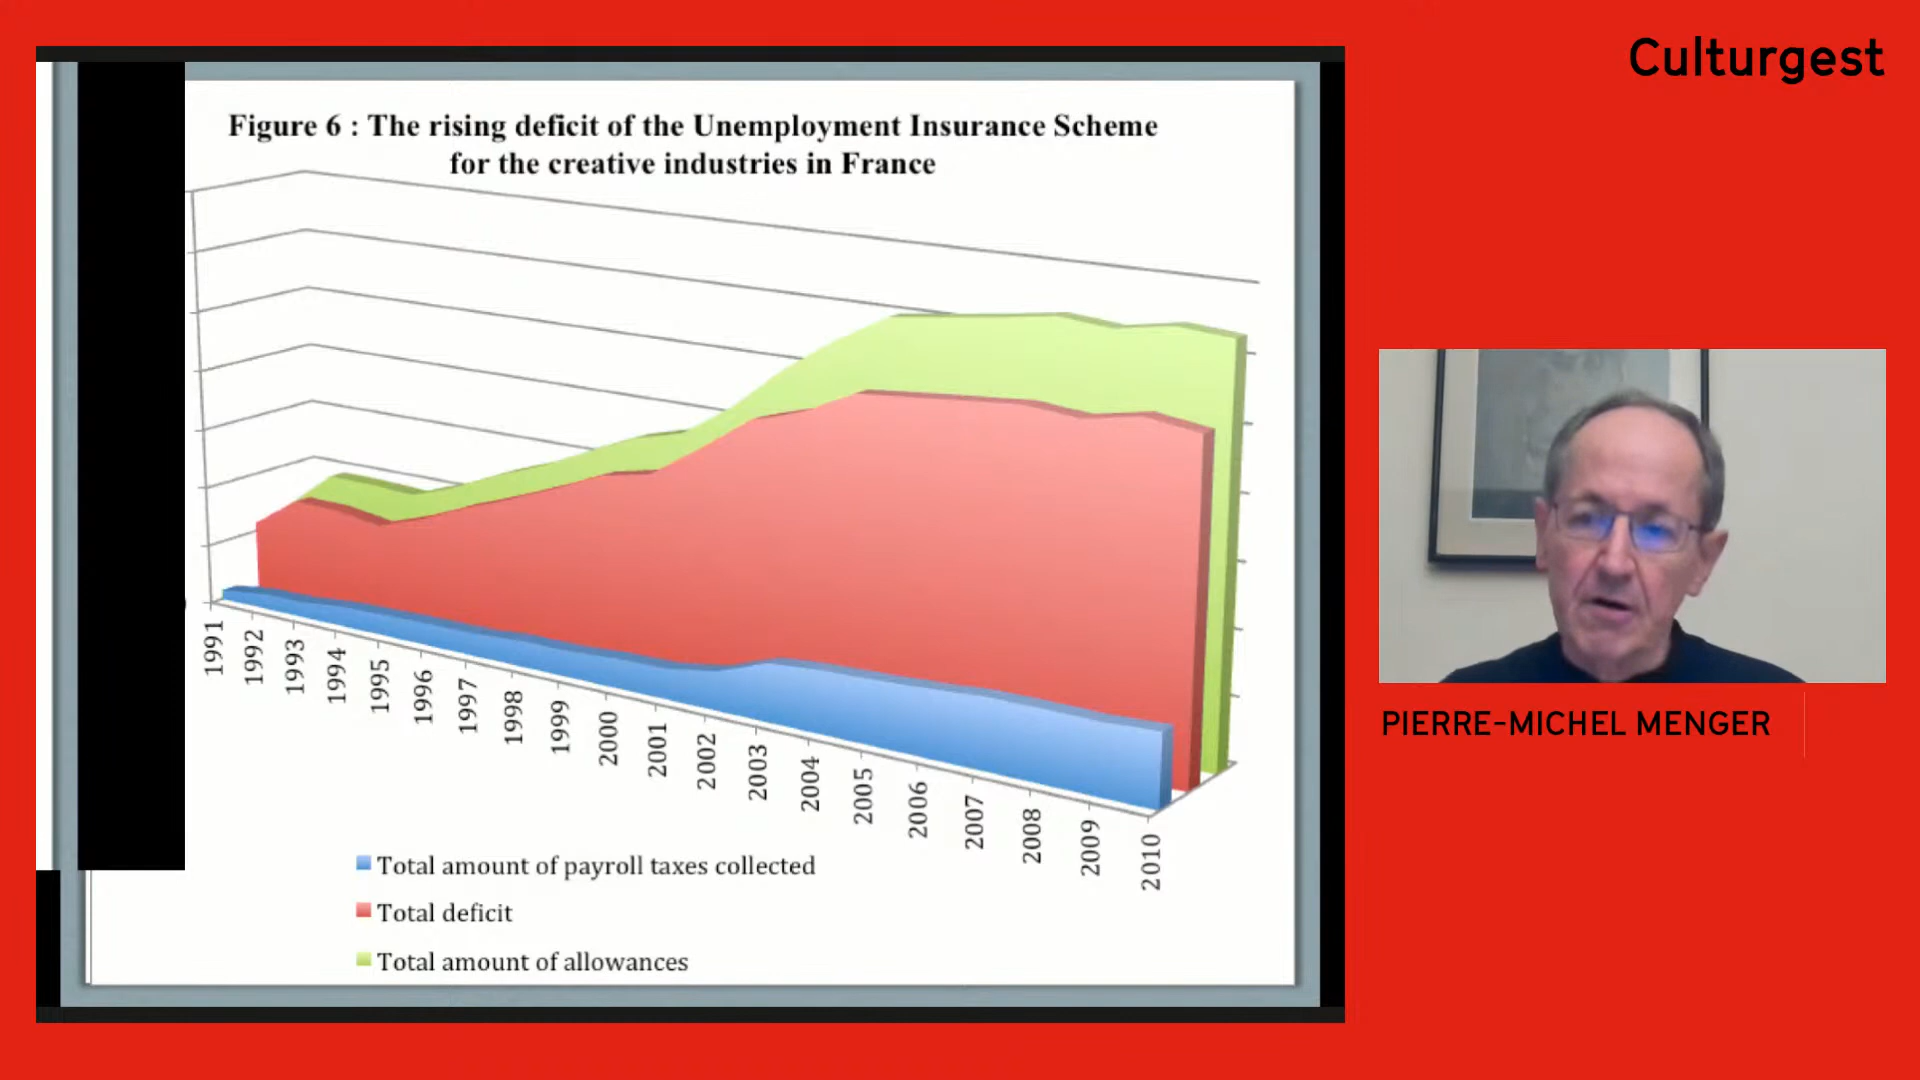 Culturgest
Figure 6 : The rising deficit of the Unemployment Insurance Scheme
for the creative industries in France
1991
1992
1993
1994
1995
1996
1997
1998
1999
2000
2001
2002
2003
2004
2005
2006
2007
2008
2009
2010
Total amount of payroll taxes collected
Total deficit
Total amount of allowances
PIERRE-MICHEL MENGER